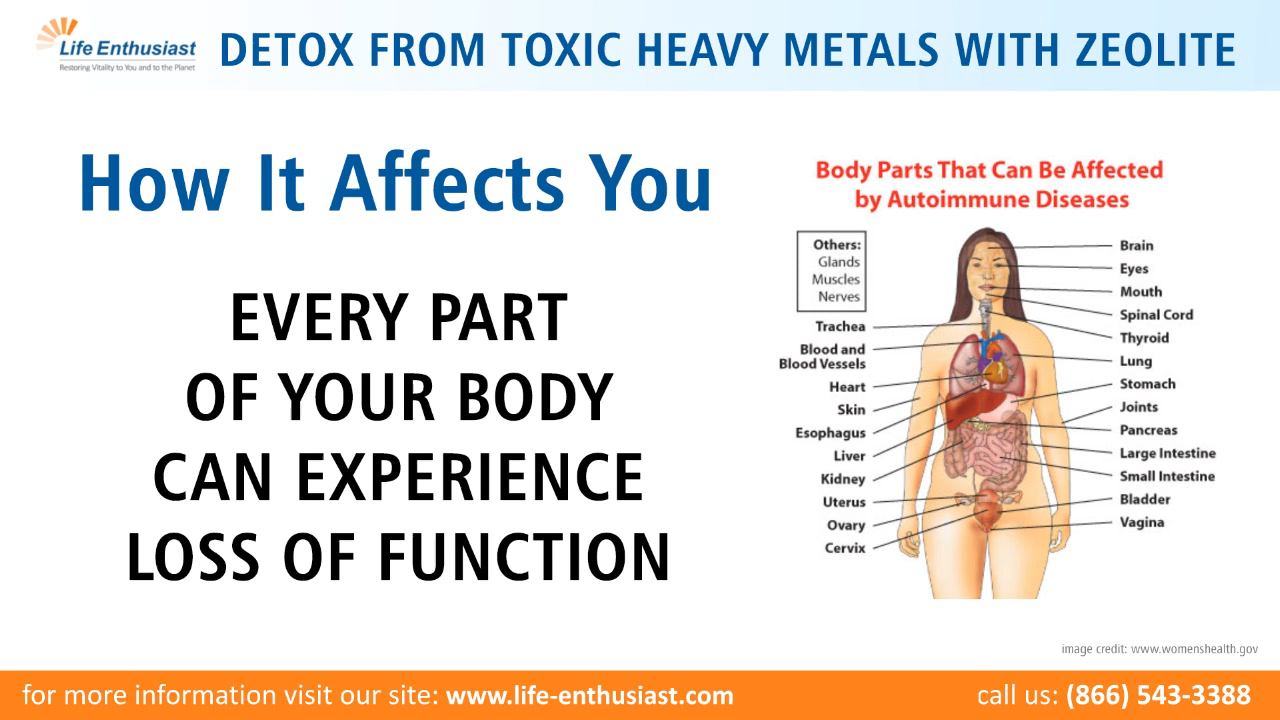 Life Enthusiast
Restoring Vitality to You and to the Planet
DETOX FROM TOXIC HEAVY METALS WITH ZEOLITE
How It Affects You
EVERY PART
OF YOUR BODY
CAN EXPERIENCE
LOSS OF FUNCTION
Body Parts That Can Be Affected
by Autoimmune Diseases
Others:
Glands
Muscles
Nerves
Trachea
Blood and
Blood Vessels
Heart
Skin
Esophagus
Liver
Kidney
Uterus
Ovary
Cervix
Brain
Eyes
Mouth
Spinal Cord
Thyroid
Lung
Stomach
Joints
Pancreas
Large Intestine
Small Intestine
Bladder
Vagina
image credit: www.womenshealth.gov
for more information visit our site: www.life-enthusiast.com
call us: (866) 543-3388